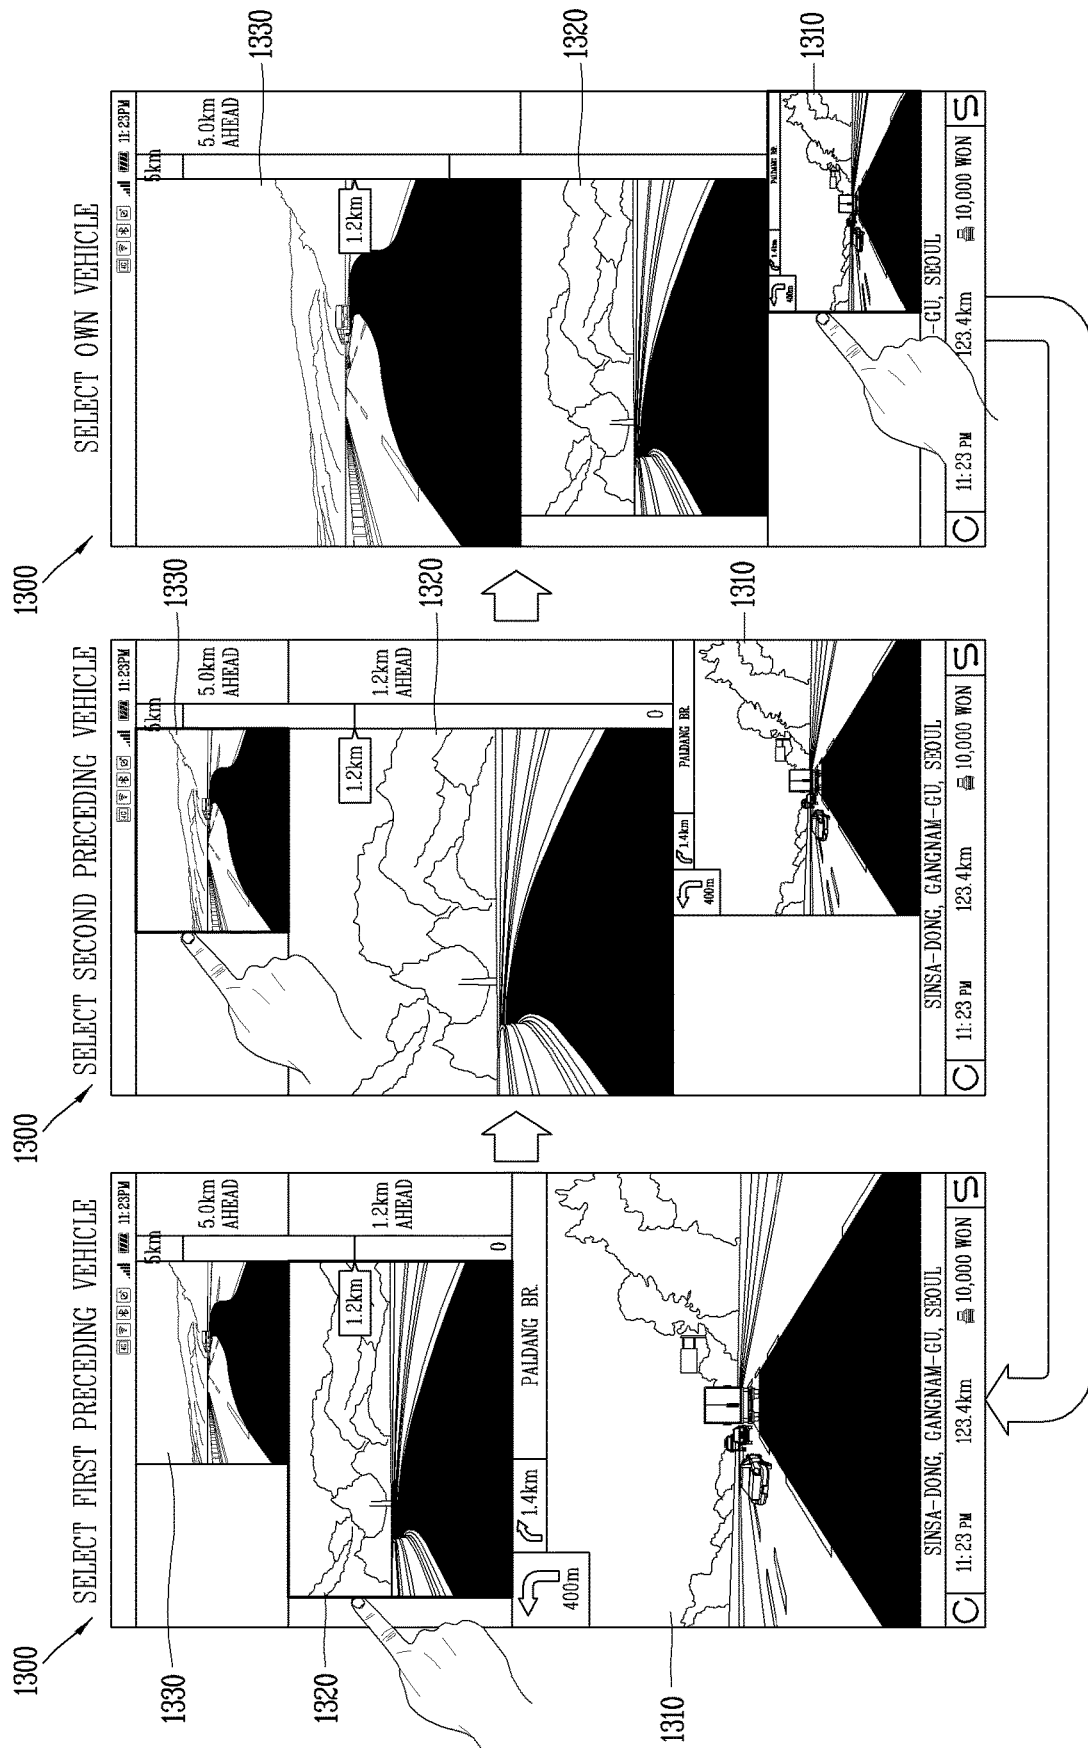 SELECT FIRST PRECEDING VEHICLE
1300
1330
1320
1310
11:23PM
5km
5.0km
AHEAD
1.2km
1.2km
AHEAD
0
PALDANG BR.
1.4km
400m
SINSA-DONG, GANGNAM-GU, SEOUL
11:23 PM
123.4km
10,000 WON
SELECT SECOND PRECEDING VEHICLE
1300
1330
1320
1310
11:23PM
5km
5.0km
AHEAD
1.2km
1.2km
AHEAD
0
PALDANG BR.
1.4km
400m
SINSA-DONG, GANGNAM-GU, SEOUL
11:23 PM
123.4km
10,000 WON
SELECT OWN VEHICLE
1300
1330
1320
1310
11:23PM
5km
5.0km
AHEAD
1.2km
PALDANG BR.
1.4km
400m
-GU, SEOUL
11:23 PM
123.4km
10,000 WON